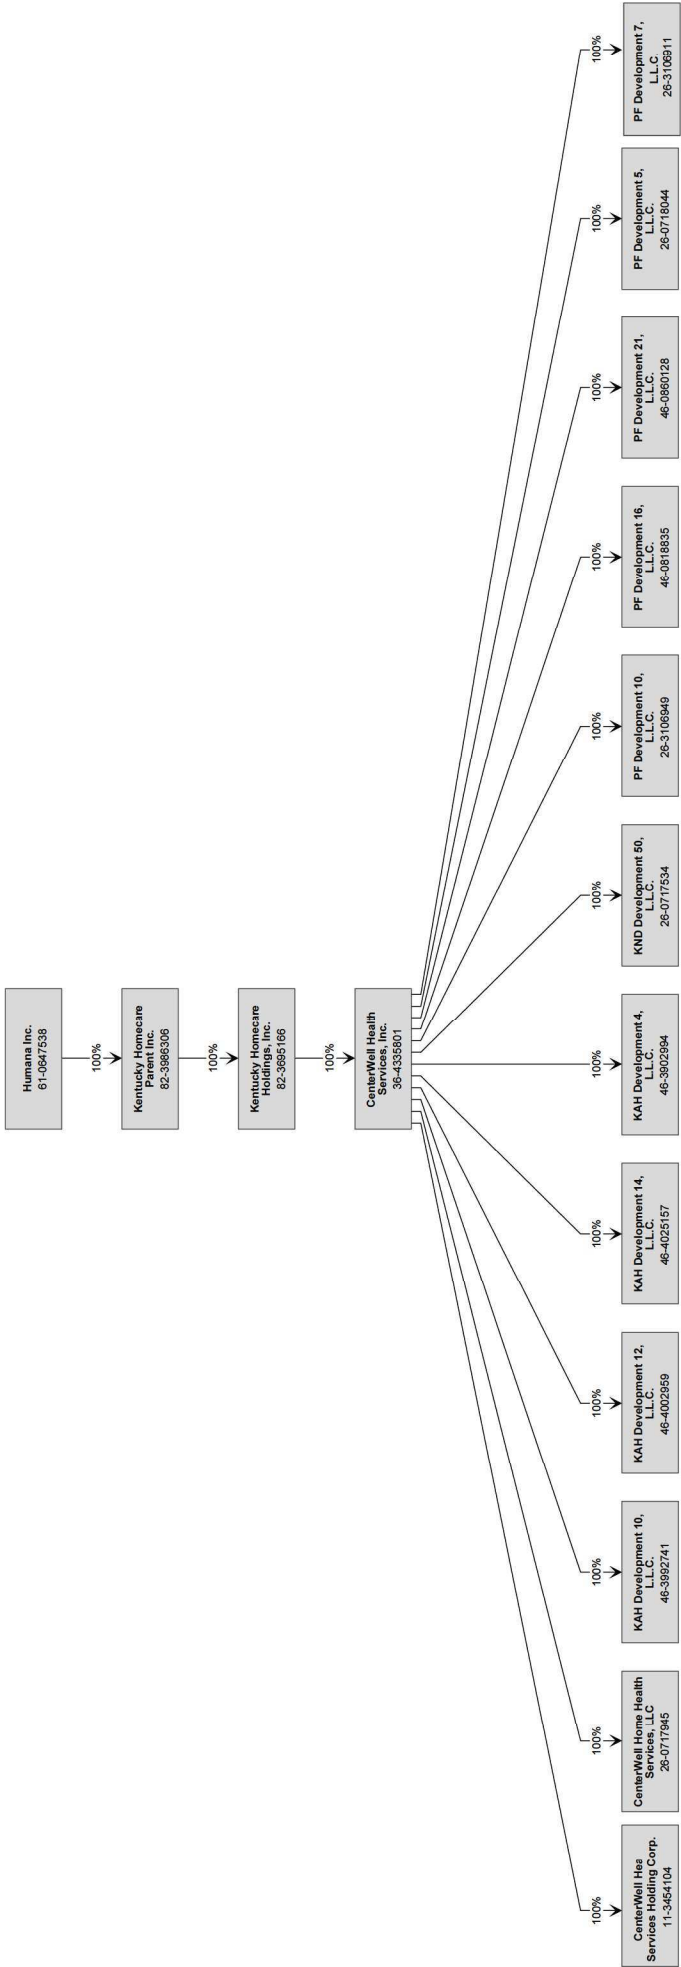 Humana Inc.
61-0647538
100%
Kentucky Homecare
Parent Inc.
82-3986306
100%
Kentucky Homecare
Holdings, Inc.
82-3695166
100%
CenterWell Health
Services, Inc.
36-4335801
100%
100%
100%
100%
100%
100%
100%
100%
100%
100%
100%
100%
CenterWell Hea
Services Holding Corp.
11-3454104
CenterWell Home Health
Services, LLC
26-0717945
KAH Development 10,
L.L.C.
46-3992741
KAH Development 12,
L.L.C.
46-4002959
KAH Development 14,
L.L.C.
46-4025157
KAH Development 4,
L.L.C.
46-3902994
KND Development 50,
L.L.C.
26-0717534
PF Development 10,
L.L.C.
26-3106949
PF Development 16,
L.L.C.
46-0818835
PF Development 21,
L.L.C.
46-0860128
PF Development 5,
L.L.C.
26-0718044
PF Development 7,
L.L.C.
26-3106911